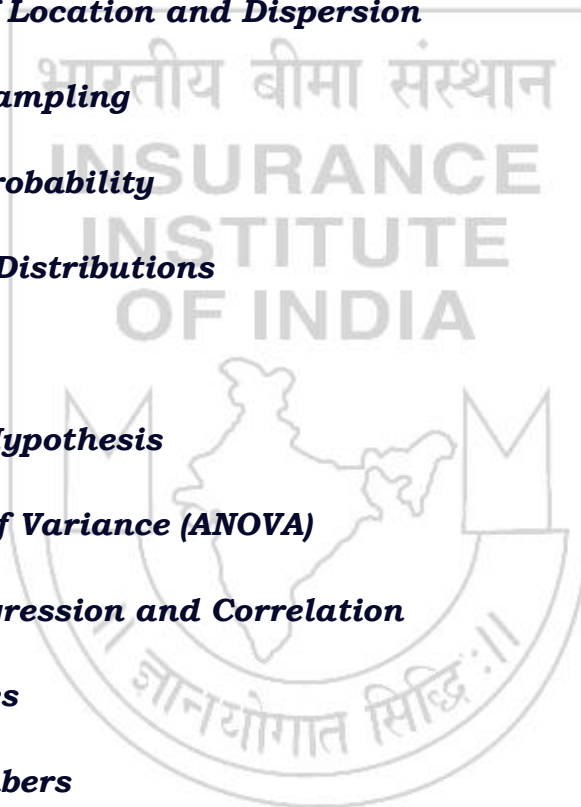 Location and Dispersion
भारतीय बीमा संस्थान
ampling
INSURANCE
robability
INSTITUTE
Distributions
OF INDIA
Hypothesis
f Variance (ANOVA)
gression and Correlation
es
॥ ज्ञानयोगात सिद्धिः ॥
bers